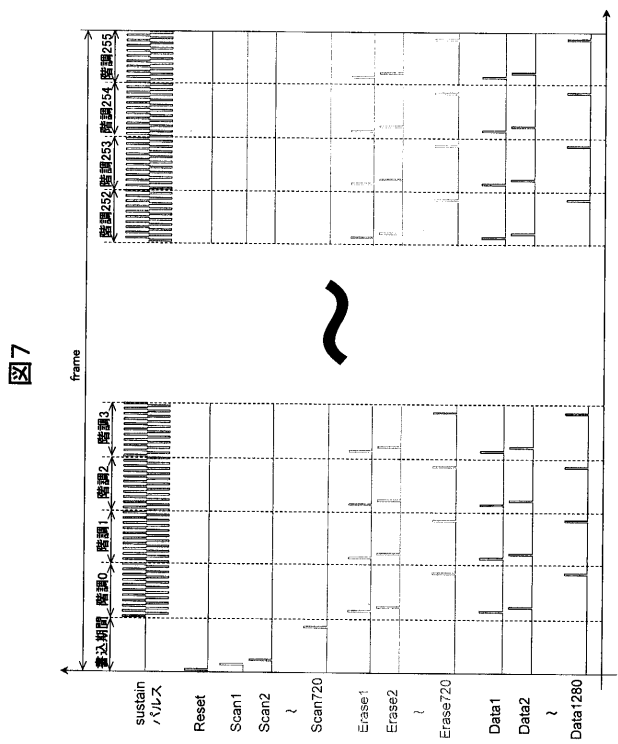 図7
frame
書込期間
階調0
階調1
階調2
階調3
階調252
階調253
階調254
階調255
～
sustain
パルス
Reset
Scan1
Scan2
～
Scan720
Erase1
Erase2
～
Erase720
Data1
Data2
～
Data1280